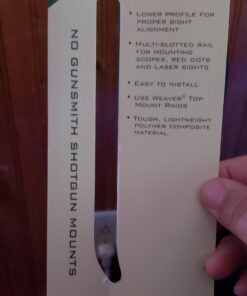 • Lower profile for
proper sight
alignment
• Multi-slotted rail
for mounting
scopes, red dots
and laser sights
• Easy to install
• Use Weaver® Top
Mount Rings
• Tough, lightweight
polymer composite
material
No Gunsmith Shotgun Mounts